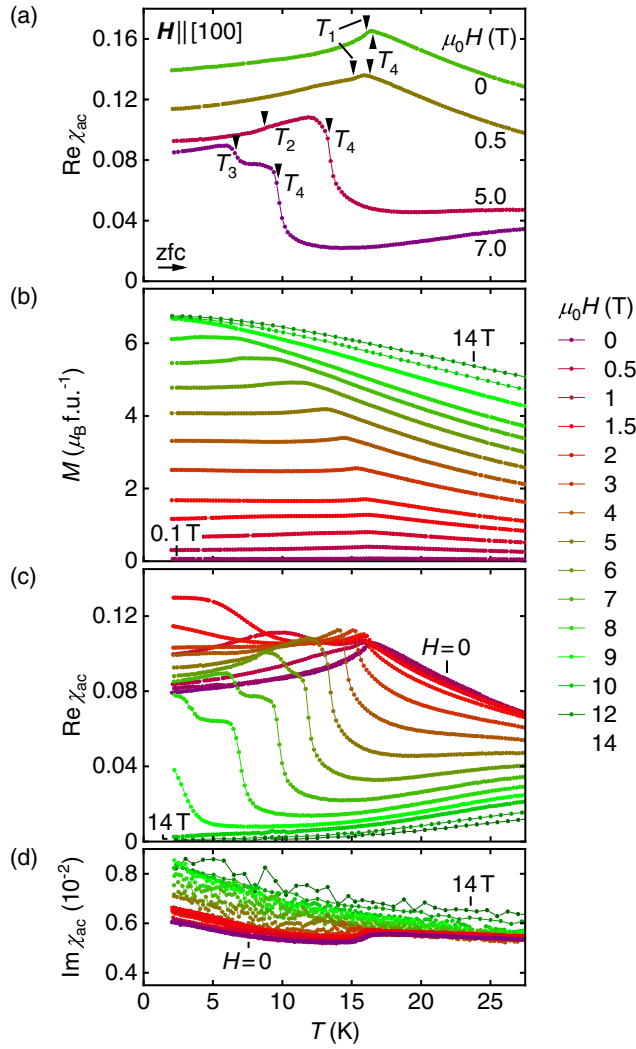 (a)
H||[100]
T1
μ0H (T)
0.16
T4
0
0.12
Re χac
0.5
T2
T4
0.08
T3
T4
5.0
0.04
7.0
zfc
0
(b)
μ0H (T)
6
14 T
0
0.5
1
4
1.5
M (μB f.u.-1)
2
3
2
4
0.1 T
5
0
6
(c)
7
0.12
8
H=0
9
0.08
10
Re χac
12
14
0.04
14 T
0
(d)
0.8
14 T
Im χac (10-2)
0.6
H=0
0.4
0 5 10 15 20 25
T (K)